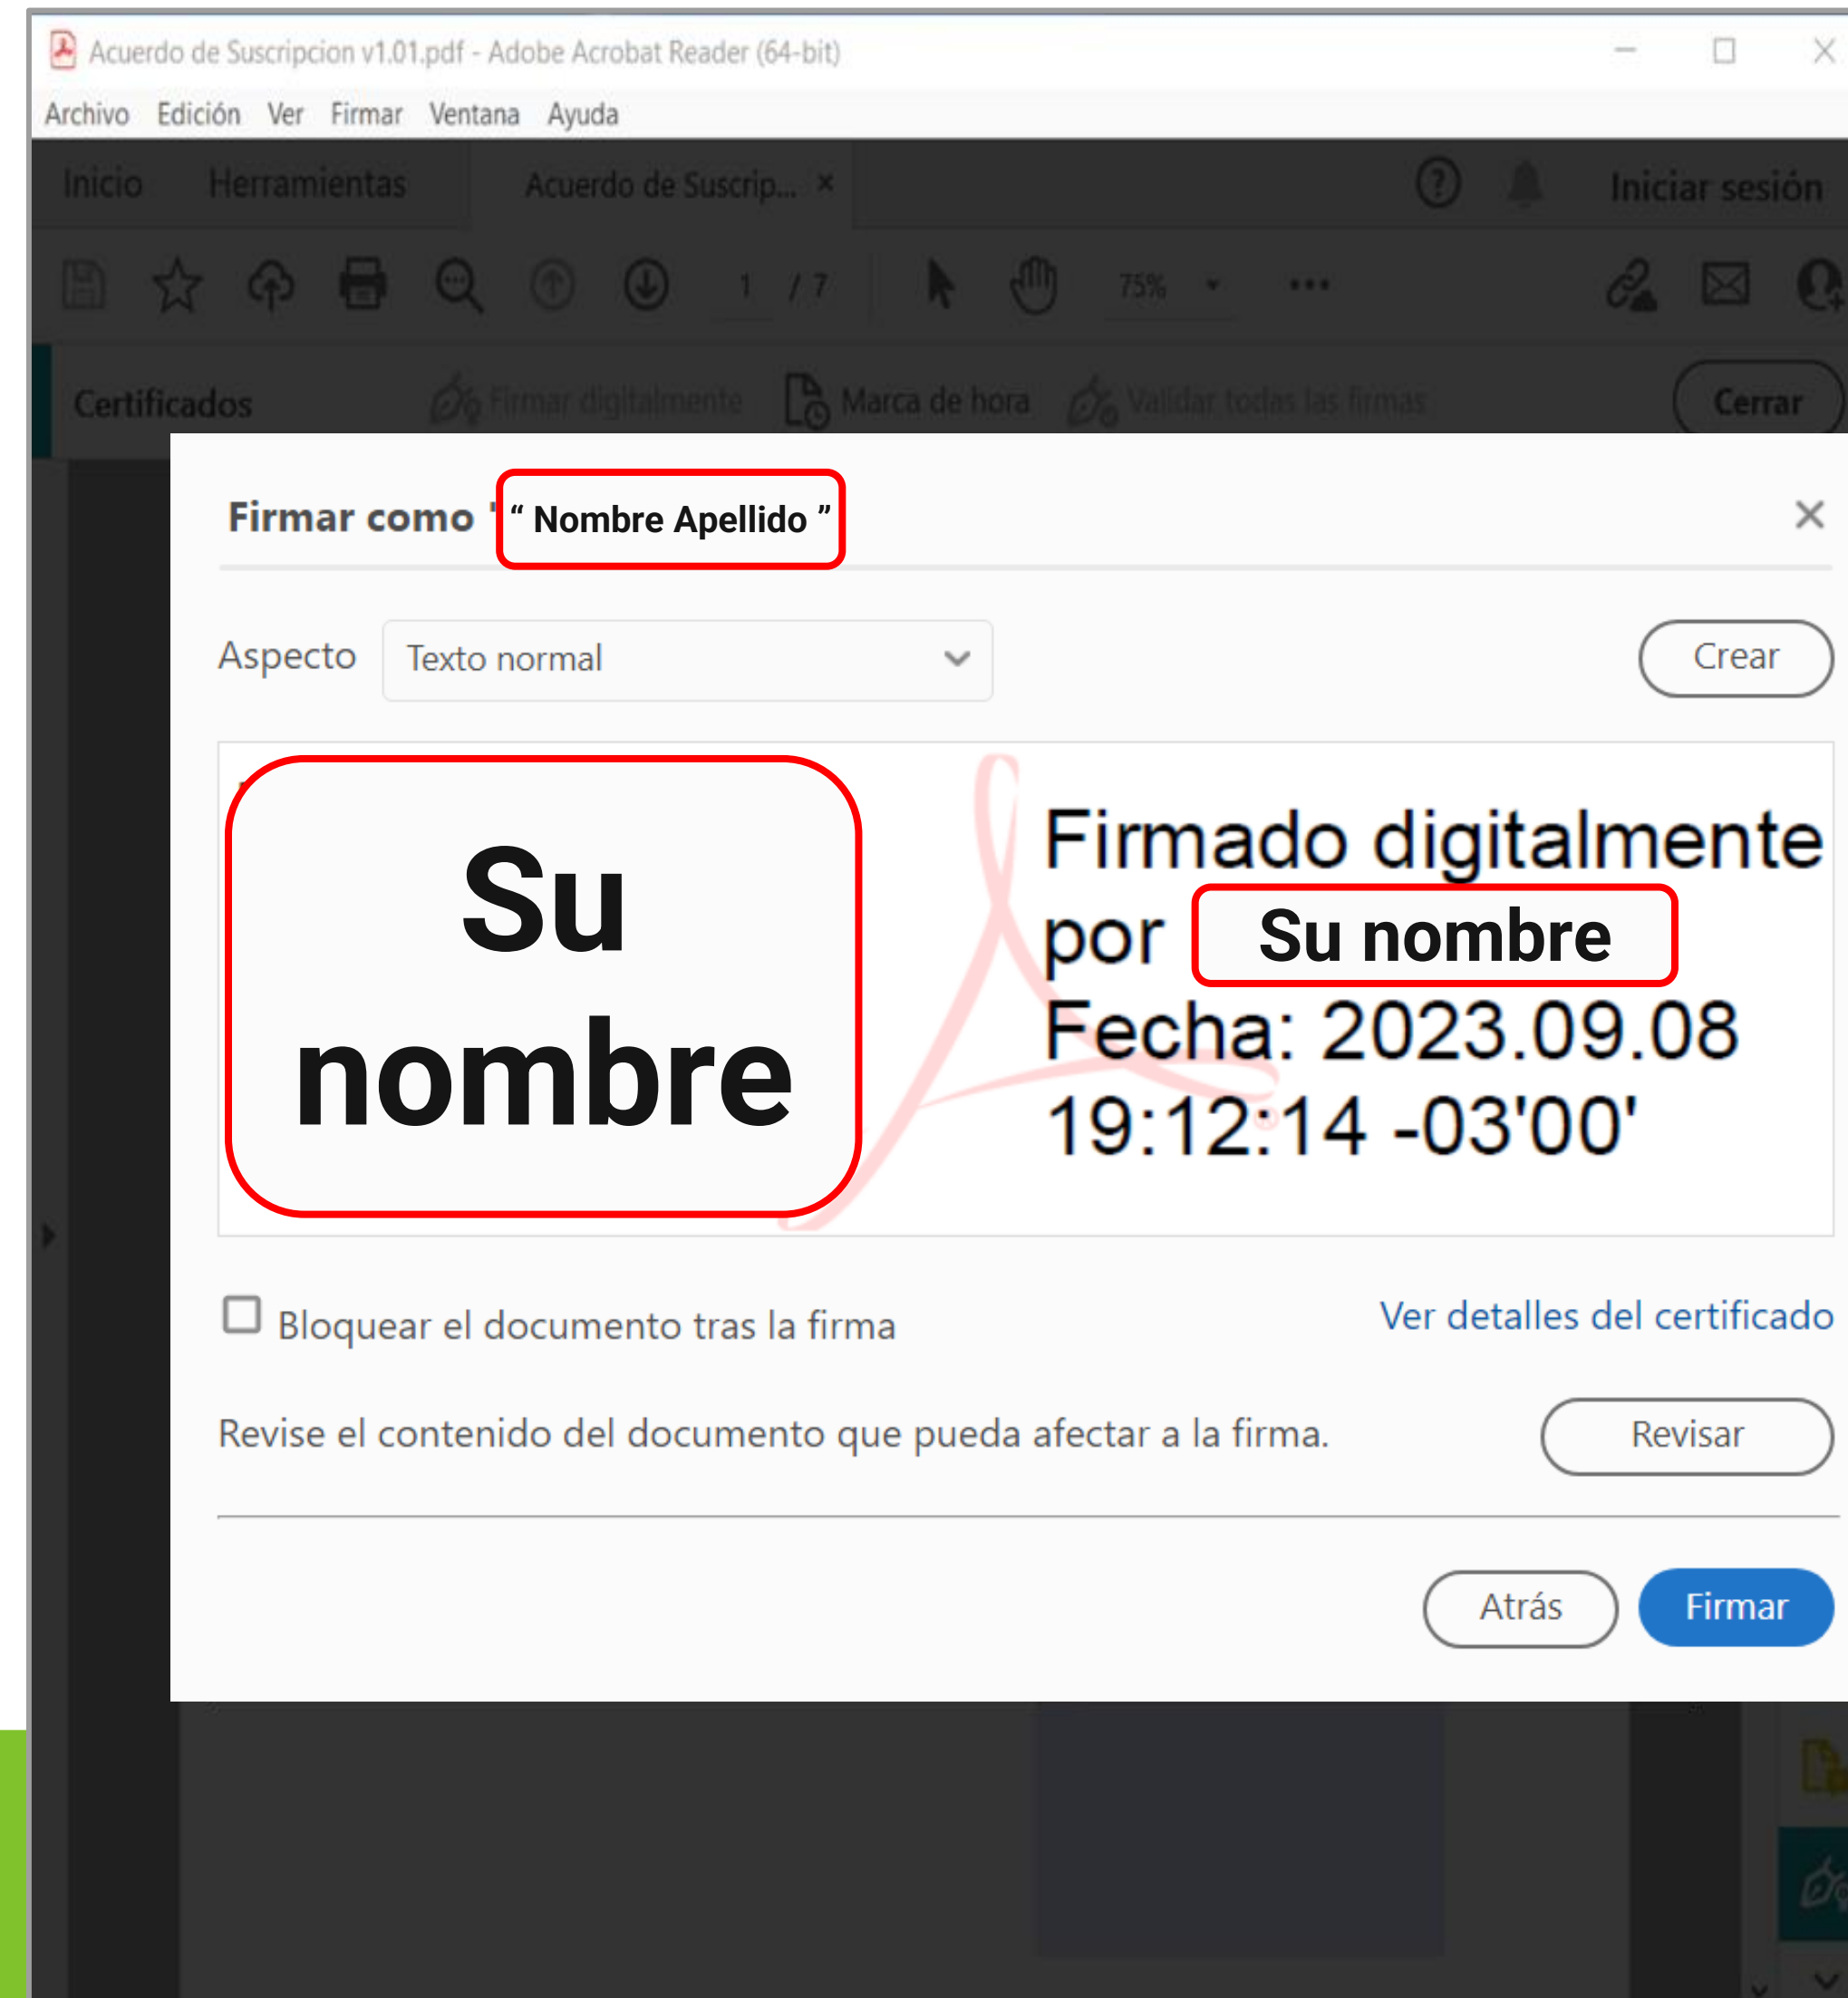 Acuerdo de Suscripcion v1.01.pdf - Adobe Acrobat Reader (64-bit)
Archivo Edición Ver Firmar Ventana Ayuda
Inicio Herramientas Acuerdo de Suscrip... × Iniciar sesión
1 / 7 75%
Certificados Firmar digitalmente Marca de hora Validar todas las firmas Cerrar
Firmar como ' “ Nombre Apellido ”
Aspecto Texto normal Crear
Su
nombre
Firmado digitalmente
por Su nombre
Fecha: 2023.09.08
19:12:14 -03'00'
Bloquear el documento tras la firma Ver detalles del certificado
Revise el contenido del documento que pueda afectar a la firma. Revisar
Atrás Firmar